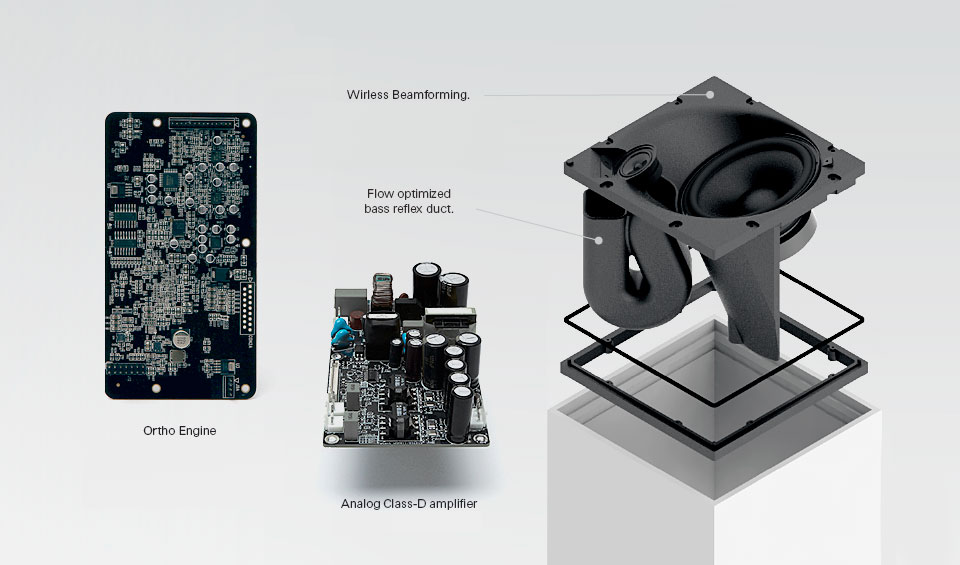 Wirless Beamforming.
Flow optimized
bass reflex duct.
Ortho Engine
Analog Class-D amplifier